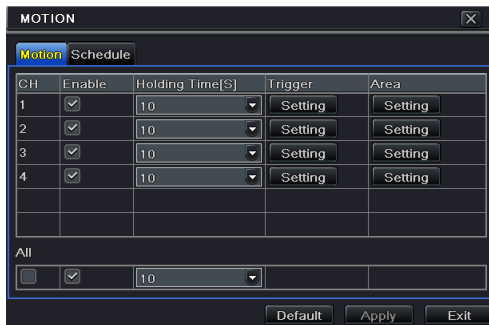 MOTION
Motion Schedule
CH Enable Holding Time[S] Trigger Area
1 10 Setting Setting
2 10 Setting Setting
3 10 Setting Setting
4 10 Setting Setting
All
10
Default Apply Exit